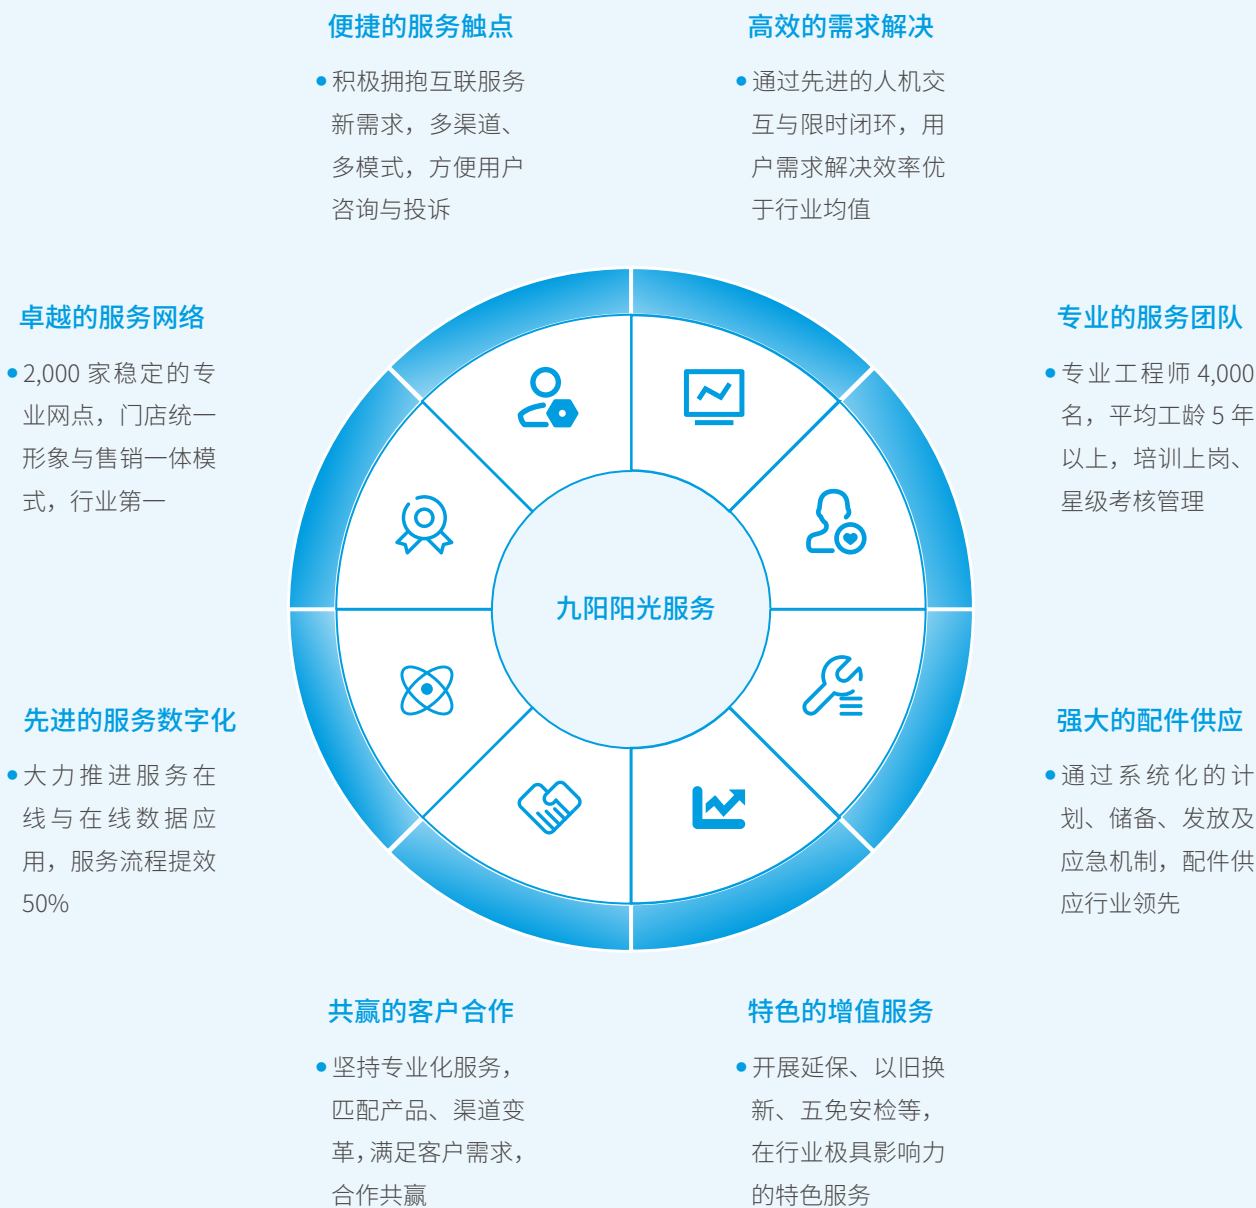 便捷的服务触点
●积极拥抱互联服务
新需求，多渠道、
多模式，方便用户
咨询与投诉
高效的需求解决
●通过先进的人机交
互与限时闭环，用
户需求解决效率优
于行业均值
卓越的服务网络
●2,000 家稳定的专
业网点，门店统一
形象与售销一体模
式，行业第一
专业的服务团队
●专业工程师 4,000
名，平均工龄 5 年
以上，培训上岗、
星级考核管理
九阳阳光服务
先进的服务数字化
●大力推进服务在
线与在线数据应
用，服务流程提效
50%
强大的配件供应
●通过系统化的计
划、储备、发放及
应急机制，配件供
应行业领先
共赢的客户合作
●坚持专业化服务，
匹配产品、渠道变
革，满足客户需求，
合作共赢
特色的增值服务
●开展延保、以旧换
新、五免安检等，
在行业极具影响力
的特色服务